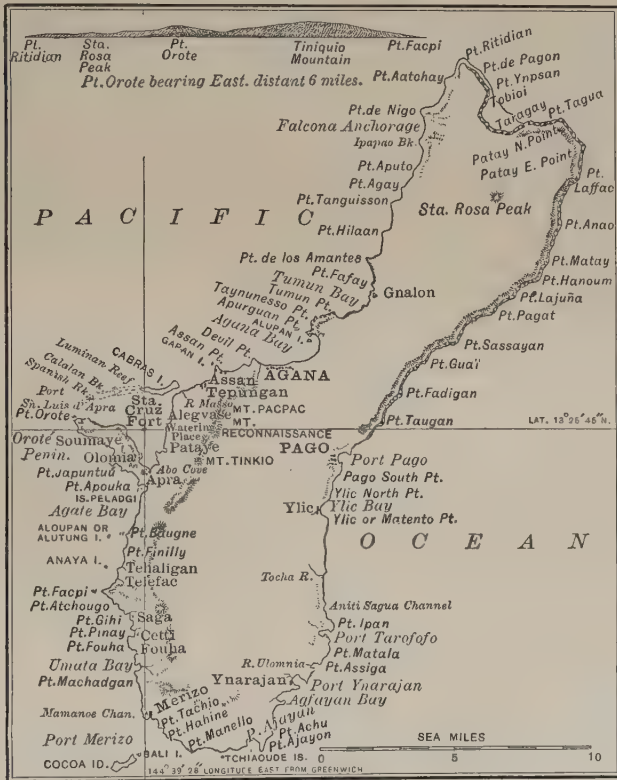 Pt. Ritidian
Sta. Rosa Peak
Pt. Orote
Tiniquio Mountain
Pt.Facpi
Pt.Orote bearing East. distant 6 miles.
Pt.Ritidian
Pt.de Pagon
Pt.Ynpsan
Tobioi
Taragay
Pt.Tagua
Pt.Aatohay
Pt.de Nigo
Falcona Anchorage
Ipapao Bk.
Patay N.Point
Patay E. Point
Pt. Laffac
Pt.Aputo
Pt.Agay
Pt.Tanguisson
Sta. Rosa Peak
PACIFIC
Pt.Hilaan
Pt.Anao
Pt.Matay
Pt. de los Amantes
Pt.Fafay
Pt.Hanoum
Tumun Bay
Gnalon
Pt.Lajuña
Taynunesso Pt.
Tumun Pt.
Apurguan Pt.
ALUPAN I.
Agana Bay
Pt.Pagat
Pt.Sassayan
Devil Pt.
Assan Pt.
GAPAN I.
CABRAS I.
Luminan Reef
Calalan Bk.
Spanish Rk.
Port Sn. Luis d'Apra
Pt.Orote
AGANA
Assan
Tepungan
Pt.Guaï
Pt.Fadigan
Pt.Taugan
Sta. Cruz Fort
R Masso
Alegvas
MT.PACPAC
Watering Place
MT. RECONNAISSANCE
LAT. 13°25'45"N.
Orote Penin.
Soumaye
Olomia
Pataye
PAGO
MT.TINKIO
Port Pago
Pt.Japuntua
Abo Cove
Apra
Pago South Pt.
Pt.Apouka
IS.PELADGI
Ylic North Pt.
Agate Bay
Ylic
Ylic Bay
Ylic or Matento Pt.
ALOUPAN OR ALUTUNG I.
Pt.Baugne
OCEAN
Pt.Finilly
ANAYA I.
Tehaligan
Telefac
Tocha R.
Pt.Facpi
Pt.Atchougo
Aniti Sagua Channel
Pt.Gihi
Saga
Pt. Ipan
Pt.Pinay
Cetti
Port Tarofofo
Pt.Fouha
Fouha
Pt.Matala
Umata Bay
R.Ulomnia
Pt.Assiga
Pt.Machadgan
Ynarajan
Port Ynarajan
Merizo
Agfayan Bay
Mamanoe Chan.
Pt.Tachio
Pt.Hahine
Pt.Manello
P. Ajayan
Pt.Achu
Pt.Ajayon
Port Merizo
BALI I.
TCHIAOUDE IS.
COCOA ID.
SEA MILES
0 5 10
144°39'28" LONGITUDE EAST FROM GREENWICH